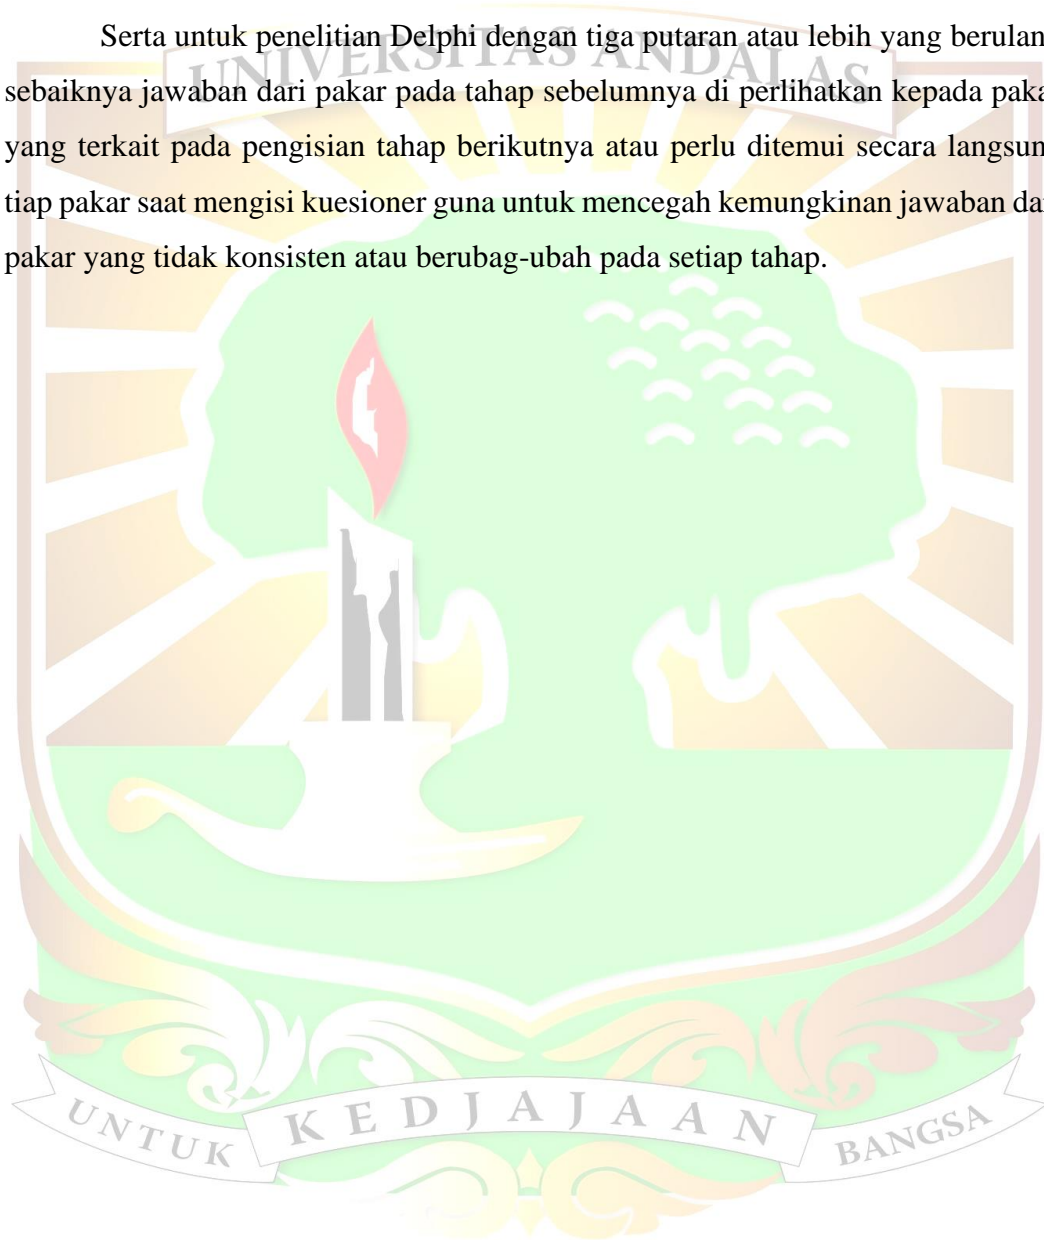 Serta untuk penelitian Delphi dengan tiga putaran atau lebih yang berulan
UNIVERSITAS ANDALAS
sebaiknya jawaban dari pakar pada tahap sebelumnya di perlihatkan kepada paka
yang terkait pada pengisian tahap berikutnya atau perlu ditemui secara langsun
tiap pakar saat mengisi kuesioner guna untuk mencegah kemungkinan jawaban dar
pakar yang tidak konsisten atau berubag-ubah pada setiap tahap.
UNTUK KEDJAJAAN BANGSA